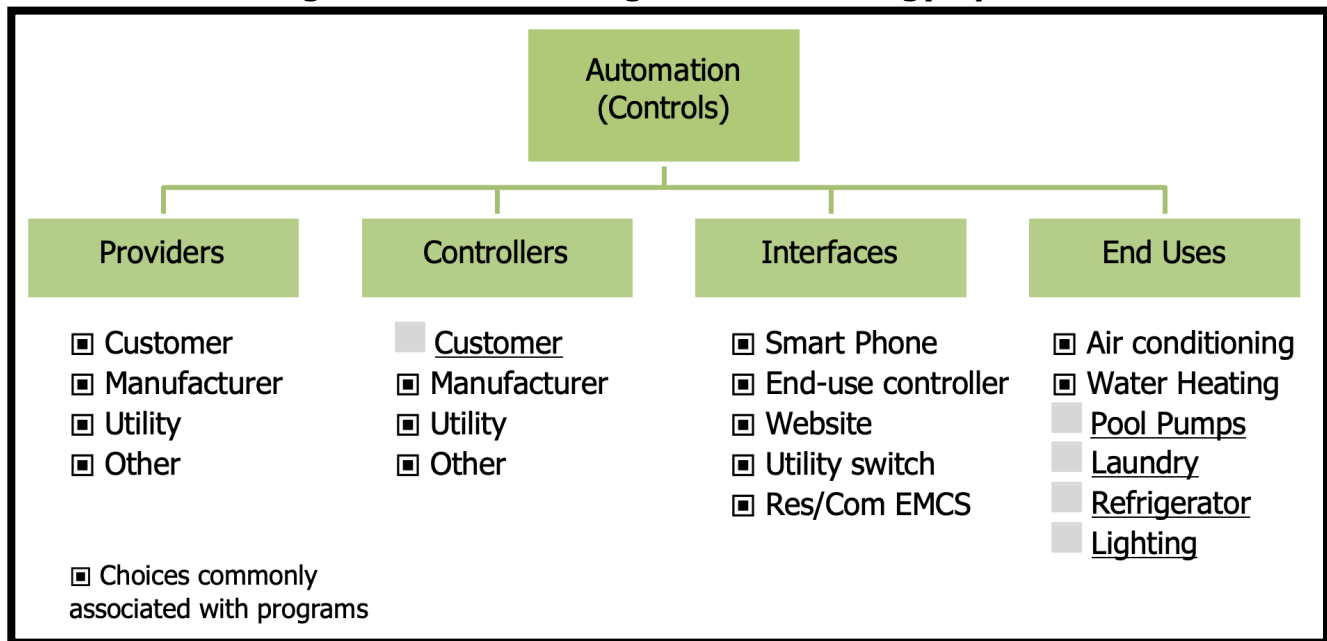 Automation
(Controls)
Providers
Controllers
Interfaces
End Uses
Customer
Manufacturer
Utility
Other
Customer
Manufacturer
Utility
Other
Smart Phone
End-use controller
Website
Utility switch
Res/Com EMCS
Air conditioning
Water Heating
Pool Pumps
Laundry
Refrigerator
Lighting
Choices commonly
associated with programs